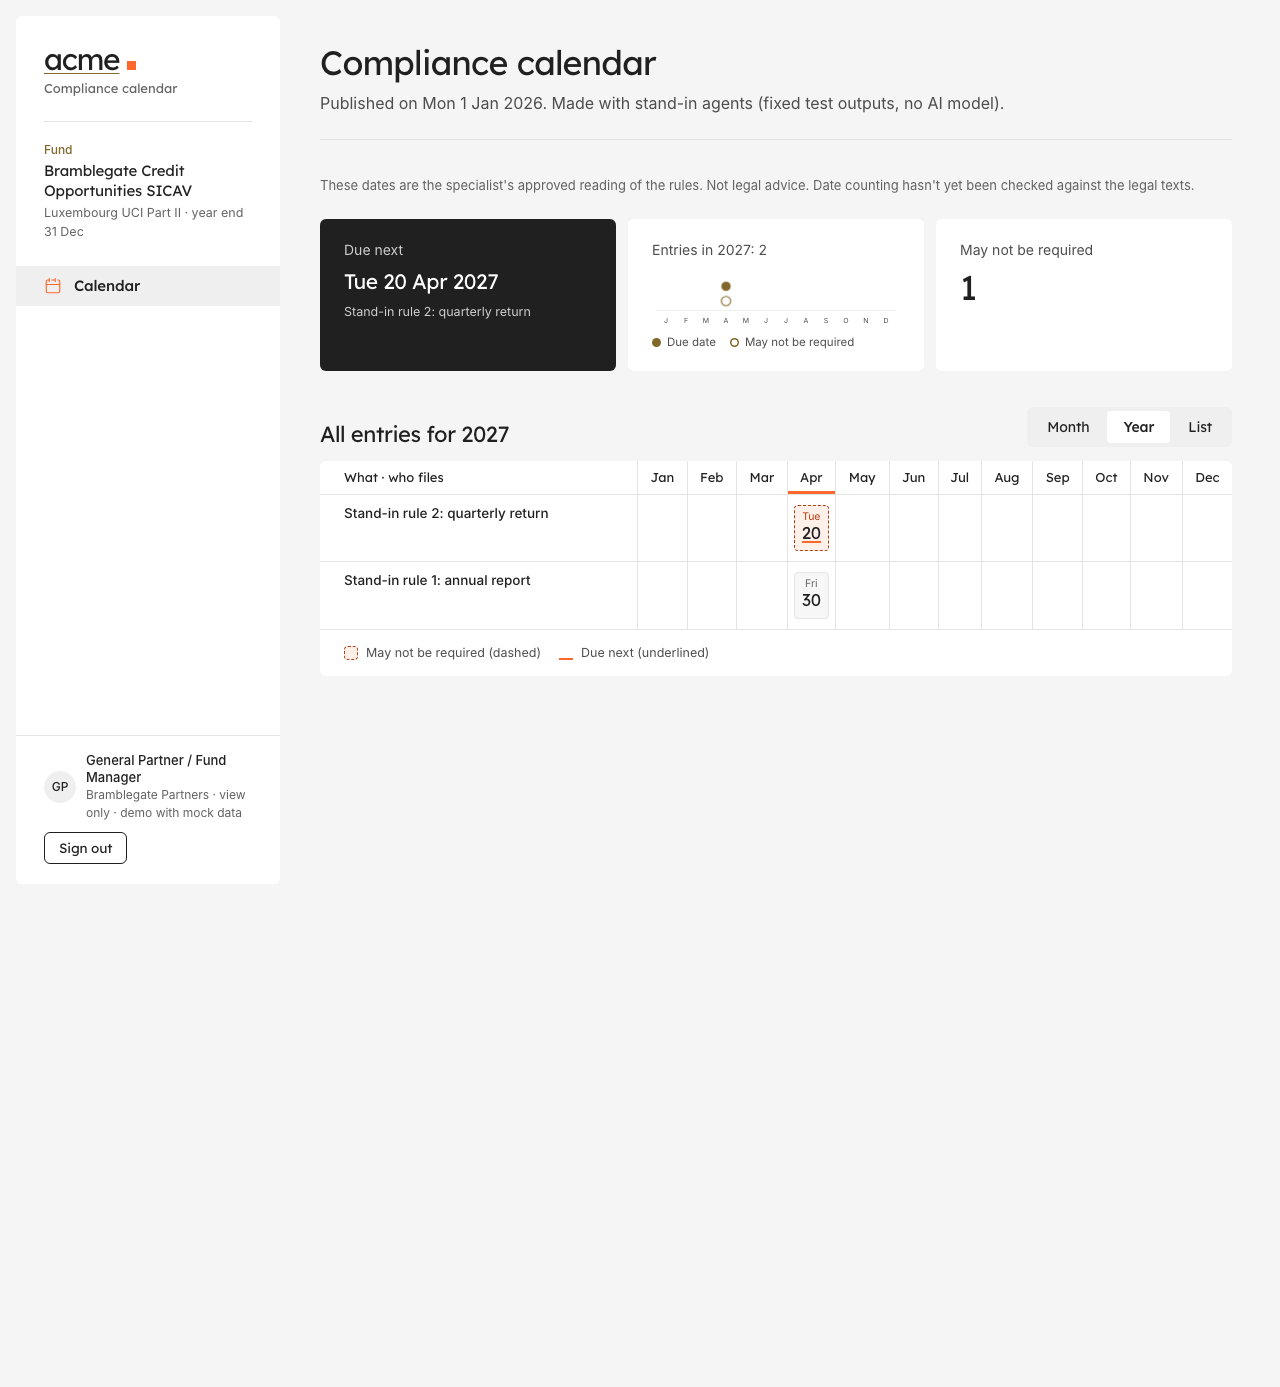 acme
Compliance calendar
Fund
Bramblegate Credit
Opportunities SICAV
Luxembourg UCI Part II · year end
31 Dec
Calendar
GP
General Partner / Fund
Manager
Bramblegate Partners · view
only · demo with mock data
Sign out
Compliance calendar
Published on Mon 1 Jan 2026. Made with stand-in agents (fixed test outputs, no AI model).
These dates are the specialist's approved reading of the rules. Not legal advice. Date counting hasn't yet been checked against the legal texts.
Due next
Tue 20 Apr 2027
Stand-in rule 2: quarterly return
Entries in 2027: 2
J F M A M J J A S O N D
Due date May not be required
May not be required
1
All entries for 2027
Month Year List
What · who files Jan Feb Mar Apr May Jun Jul Aug Sep Oct Nov Dec
Stand-in rule 2: quarterly return
Tue
20
Stand-in rule 1: annual report
Fri
30
May not be required (dashed) Due next (underlined)